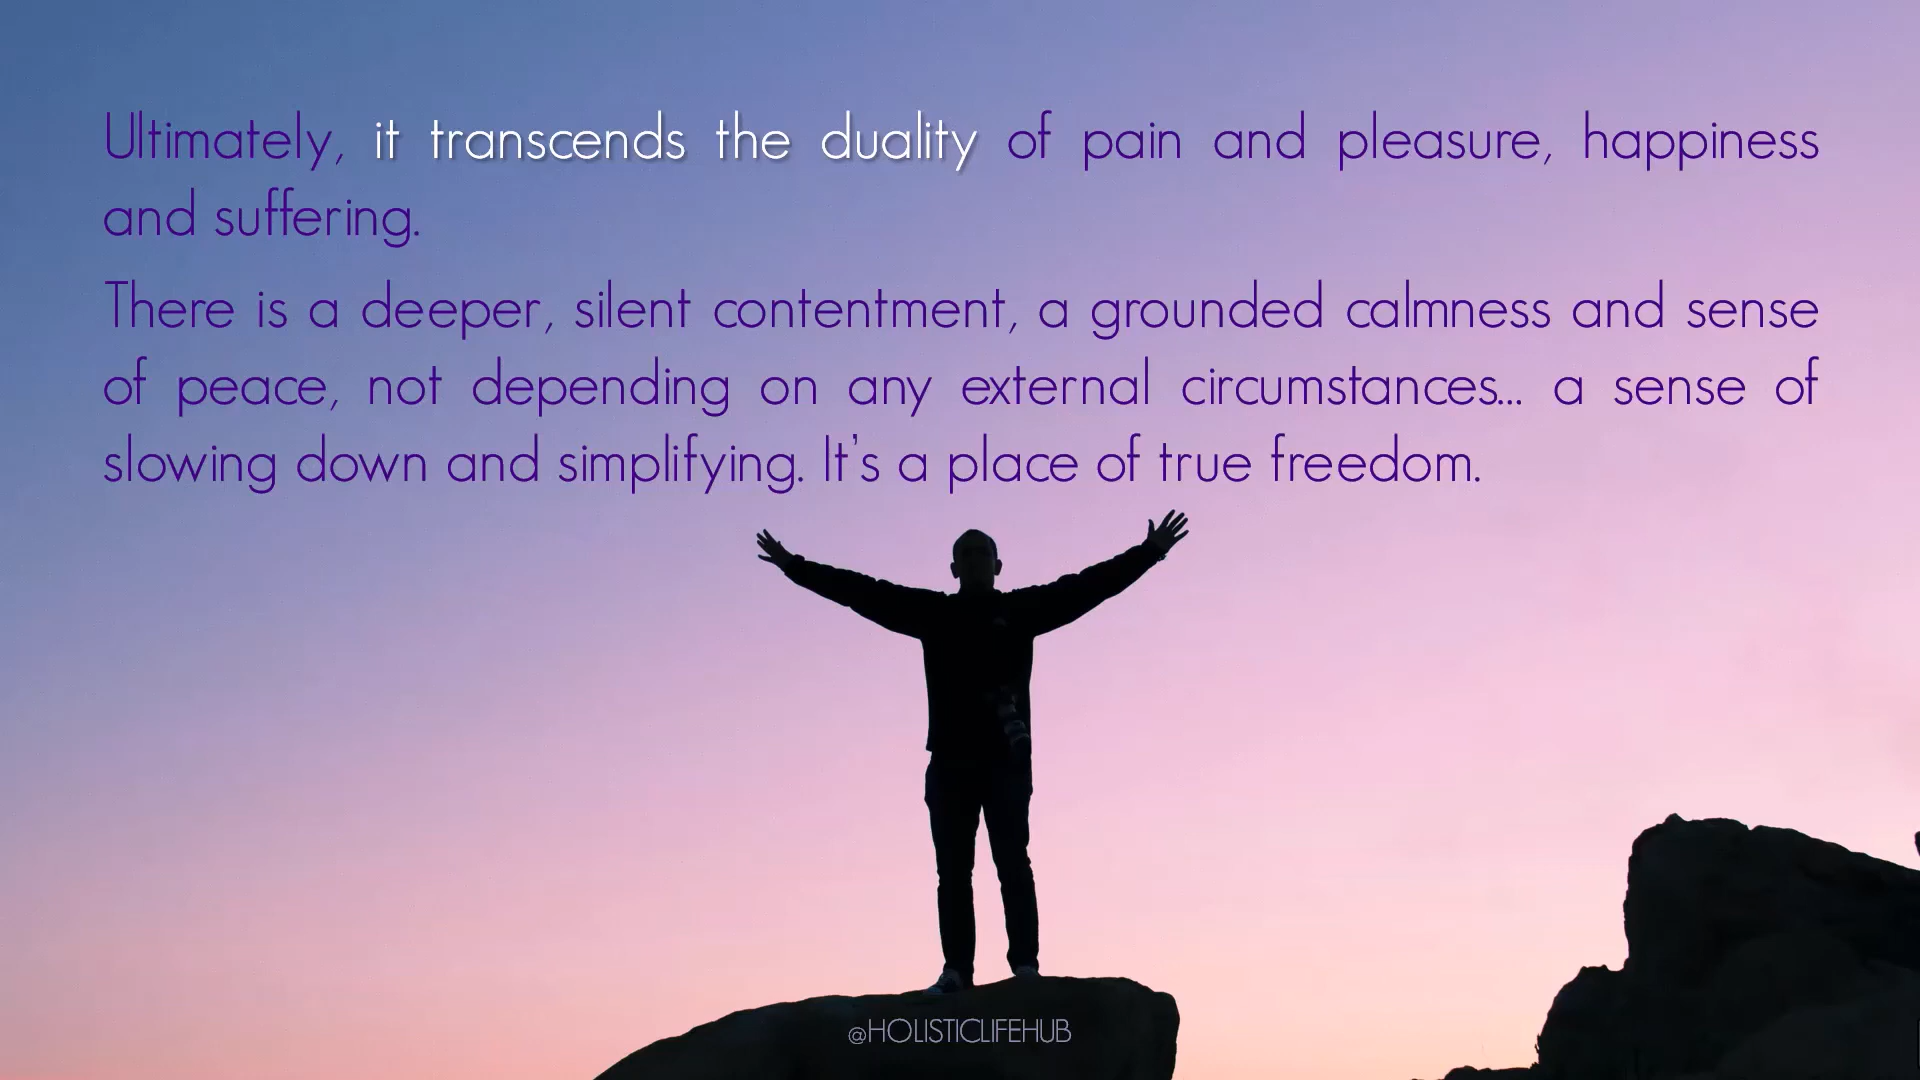 Ultimately, it transcends the duality of pain and pleasure, happiness
and suffering.
There is a deeper, silent contentment, a grounded calmness and sense
of peace, not depending on any external circumstances... a sense of
slowing down and simplifying. It's a place of true freedom.
@HOLISTICLIFEHUB